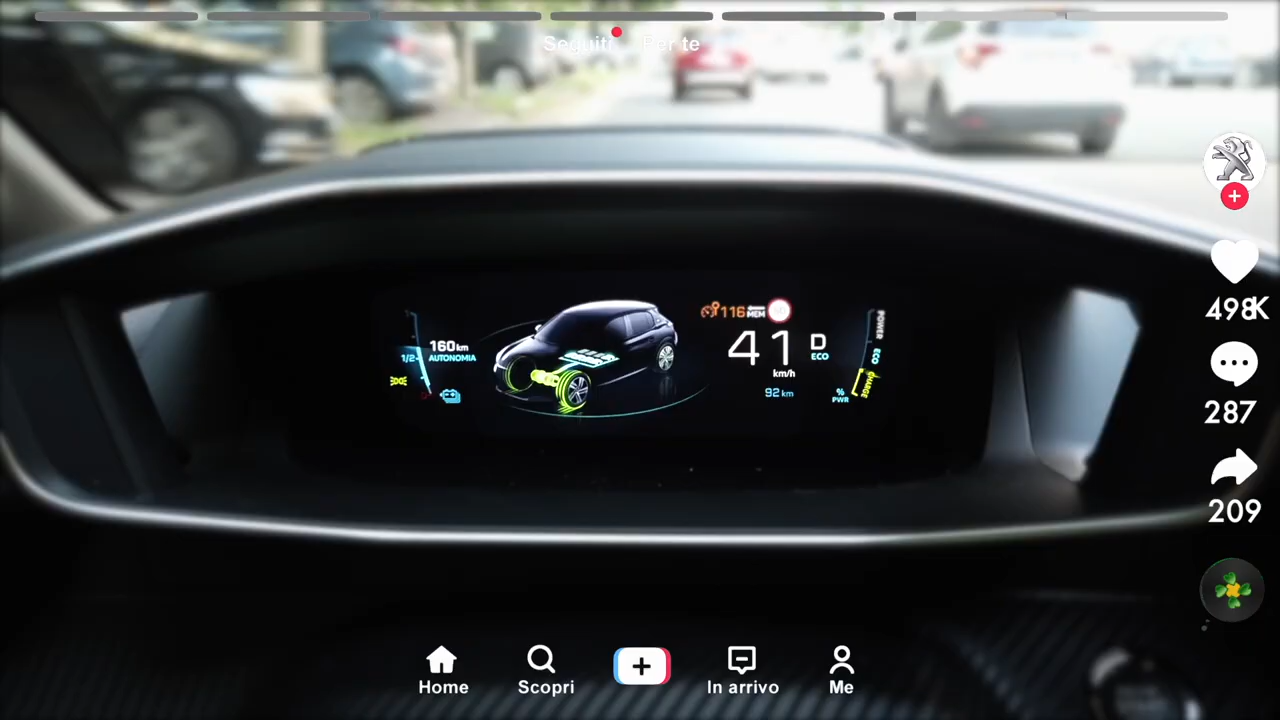 Seguiti Per te
116 MEM
160 km
AUTONOMIA
1/2
41 D
ECO
km/h
92 km
POWER
ECO
CHARGE
%
PWR
498K
287
209
Home
Scopri
In arrivo
Me